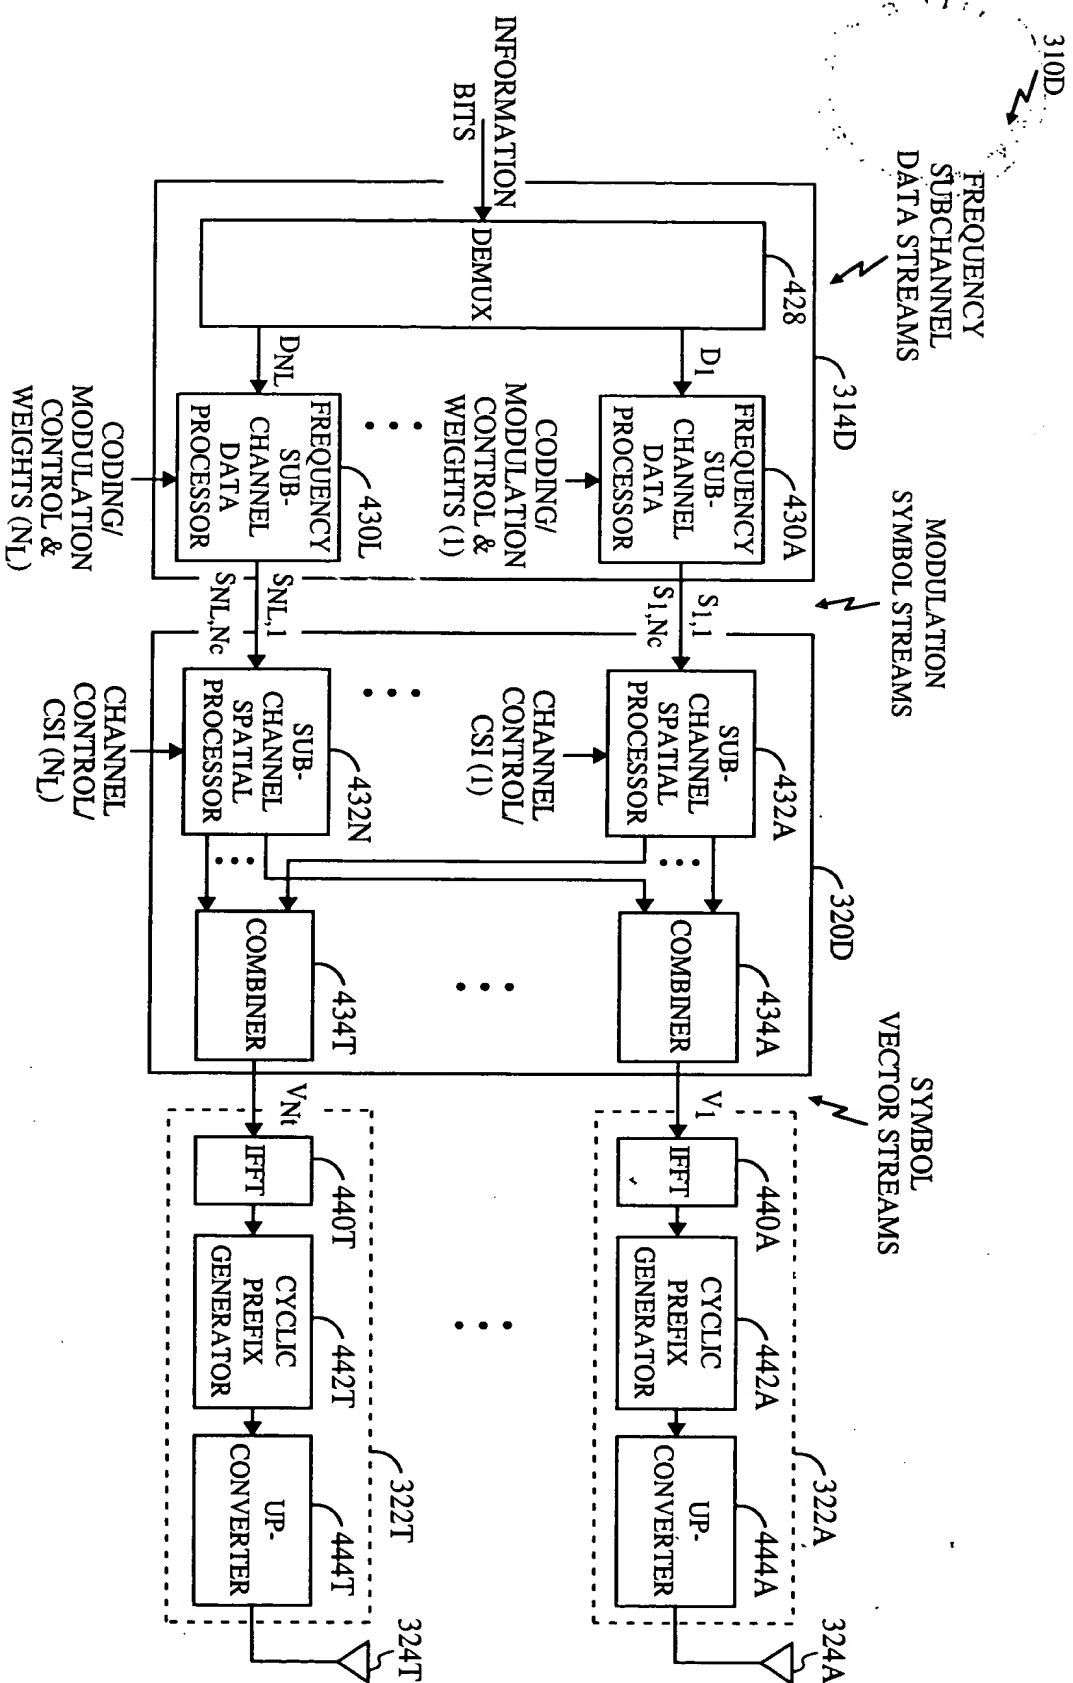 310D
FREQUENCY
SUBCHANNEL
DATA STREAMS
MODULATION
SYMBOL STREAMS
SYMBOL
VECTOR STREAMS
INFORMATION
BITS
314D
428
DEMUX
D1
DNL
430A
FREQUENCY
SUB-
CHANNEL
DATA
PROCESSOR
CODING/
MODULATION
CONTROL &
WEIGHTS (1)
430L
FREQUENCY
SUB-
CHANNEL
DATA
PROCESSOR
CODING/
MODULATION
CONTROL &
WEIGHTS (NL)
S1,1
S1,Nc
SNL,1
SNL,Nc
320D
432A
SUB-
CHANNEL
SPATIAL
PROCESSOR
CHANNEL
CONTROL/
CSI (1)
432N
SUB-
CHANNEL
SPATIAL
PROCESSOR
CHANNEL
CONTROL/
CSI (NL)
434A
COMBINER
434T
COMBINER
V1
VNt
322A
440A
IFFT
442A
CYCLIC
PREFIX
GENERATOR
444A
UP-
CONVERTER
324A
322T
440T
IFFT
442T
CYCLIC
PREFIX
GENERATOR
444T
UP-
CONVERTER
324T